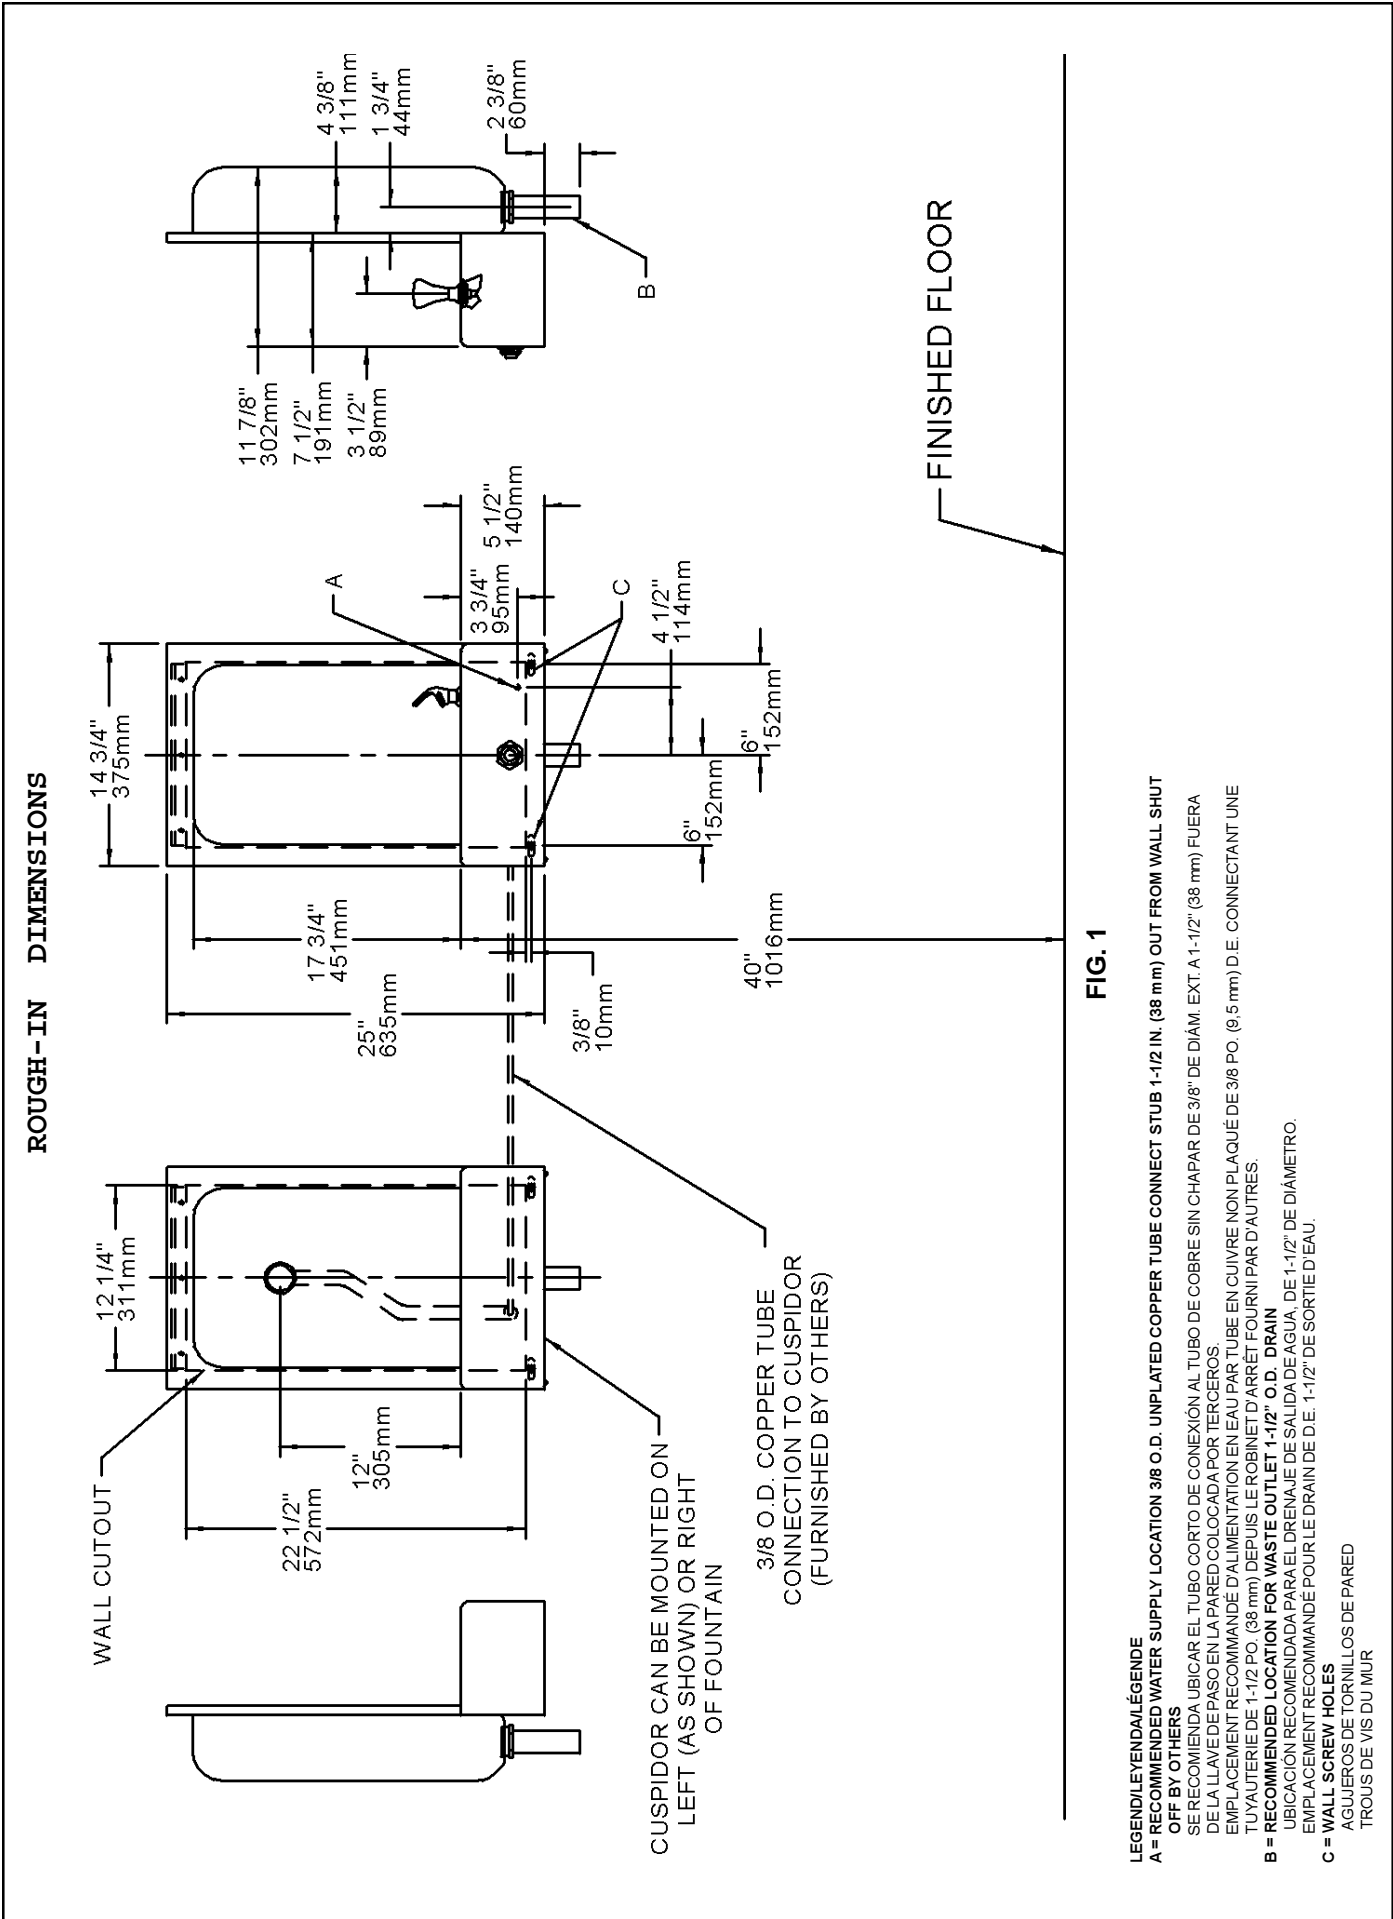 ROUGH-IN DIMENSIONS
4 3/8"
111mm
1 3/4"
44mm
2 3/8"
60mm
11 7/8"
302mm
7 1/2"
191mm
3 1/2"
89mm
B
14 3/4"
375mm
A
3 3/4"
95mm
5 1/2"
140mm
C
4 1/2"
114mm
6"
152mm
6"
152mm
17 3/4"
451mm
25"
635mm
3/8"
10mm
40"
1016mm
FINISHED FLOOR
12 1/4"
311mm
WALL CUTOUT
12"
305mm
22 1/2"
572mm
CUSPIDOR CAN BE MOUNTED ON
LEFT (AS SHOWN) OR RIGHT
OF FOUNTAIN
3/8 O.D. COPPER TUBE
CONNECTION TO CUSPIDOR
(FURNISHED BY OTHERS)
FIG. 1
LEGEND/LEYENDA/LÉGENDE
A = RECOMMENDED WATER SUPPLY LOCATION 3/8 O.D. UNPLATED COPPER TUBE CONNECT STUB 1-1/2 IN. (38 mm) OUT FROM WALL SHUT
OFF BY OTHERS
SE RECOMIENDA UBICAR EL TUBO CORTO DE CONEXIÓN AL TUBO DE COBRE SIN CHAPAR DE 3/8" DE DIÁM. EXT. A 1-1/2" (38 mm) FUERA
DE LA LLAVE DE PASO EN LA PARED COLOCADA POR TERCEROS.
EMPLACEMENT RECOMMANDÉ D'ALIMENTATION EN EAU PAR TUBE EN CUIVRE NON PLAQUÉ DE 3/8 PO. (9,5 mm) D.E. CONNECTANT UNE
TUYAUTERIE DE 1-1/2 PO. (38 mm) DEPUIS LE ROBINET D'ARRÊT FOURNI PAR D'AUTRES.
B = RECOMMENDED LOCATION FOR WASTE OUTLET 1-1/2" O.D. DRAIN
UBICACIÓN RECOMENDADA PARA EL DRENAJE DE SALIDA DE AGUA, DE 1-1/2" DE DIÁMETRO.
EMPLACEMENT RECOMMANDÉ POUR LE DRAIN DE D.E. 1-1/2" DE SORTIE D'EAU.
C = WALL SCREW HOLES
AGUJEROS DE TORNILLOS DE PARED
TROUS DE VIS DU MUR